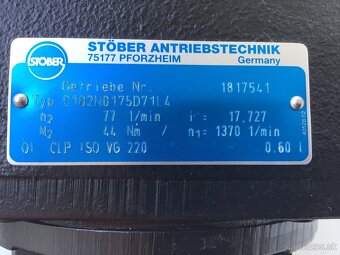 STÖBER
STÖBER ANTRIEBSTECHNIK
75177 PFORZHEIM Germany
Getriebe Nr. 1817541
Typ C102N0175D71L4
n2 77 1/min i= 17,727
M2 44 Nm / n1= 1370 1/min
ÖL CLP ISO VG 220 0.60 l